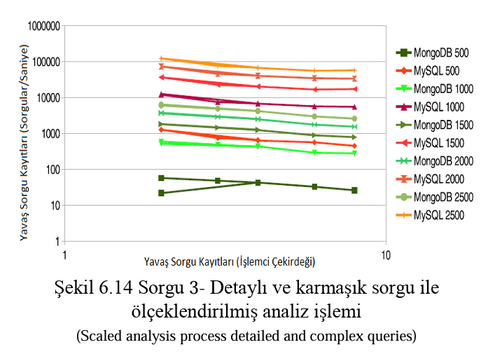 1000000
100000
10000
1000
100
10
1
1
10
Yavaş Sorgu Kayıtları (Sorgular/Saniye)
Yavaş Sorgu Kayıtları (İşlemci Çekirdeği)
MongoDB 500
MySQL 500
MongoDB 1000
MySQL 1000
MongoDB 1500
MySQL 1500
MongoDB 2000
MySQL 2000
MongoDB 2500
MySQL 2500
Şekil 6.14 Sorgu 3- Detaylı ve karmaşık sorgu ile
ölçeklendirilmiş analiz işlemi
(Scaled analysis process detailed and complex queries)